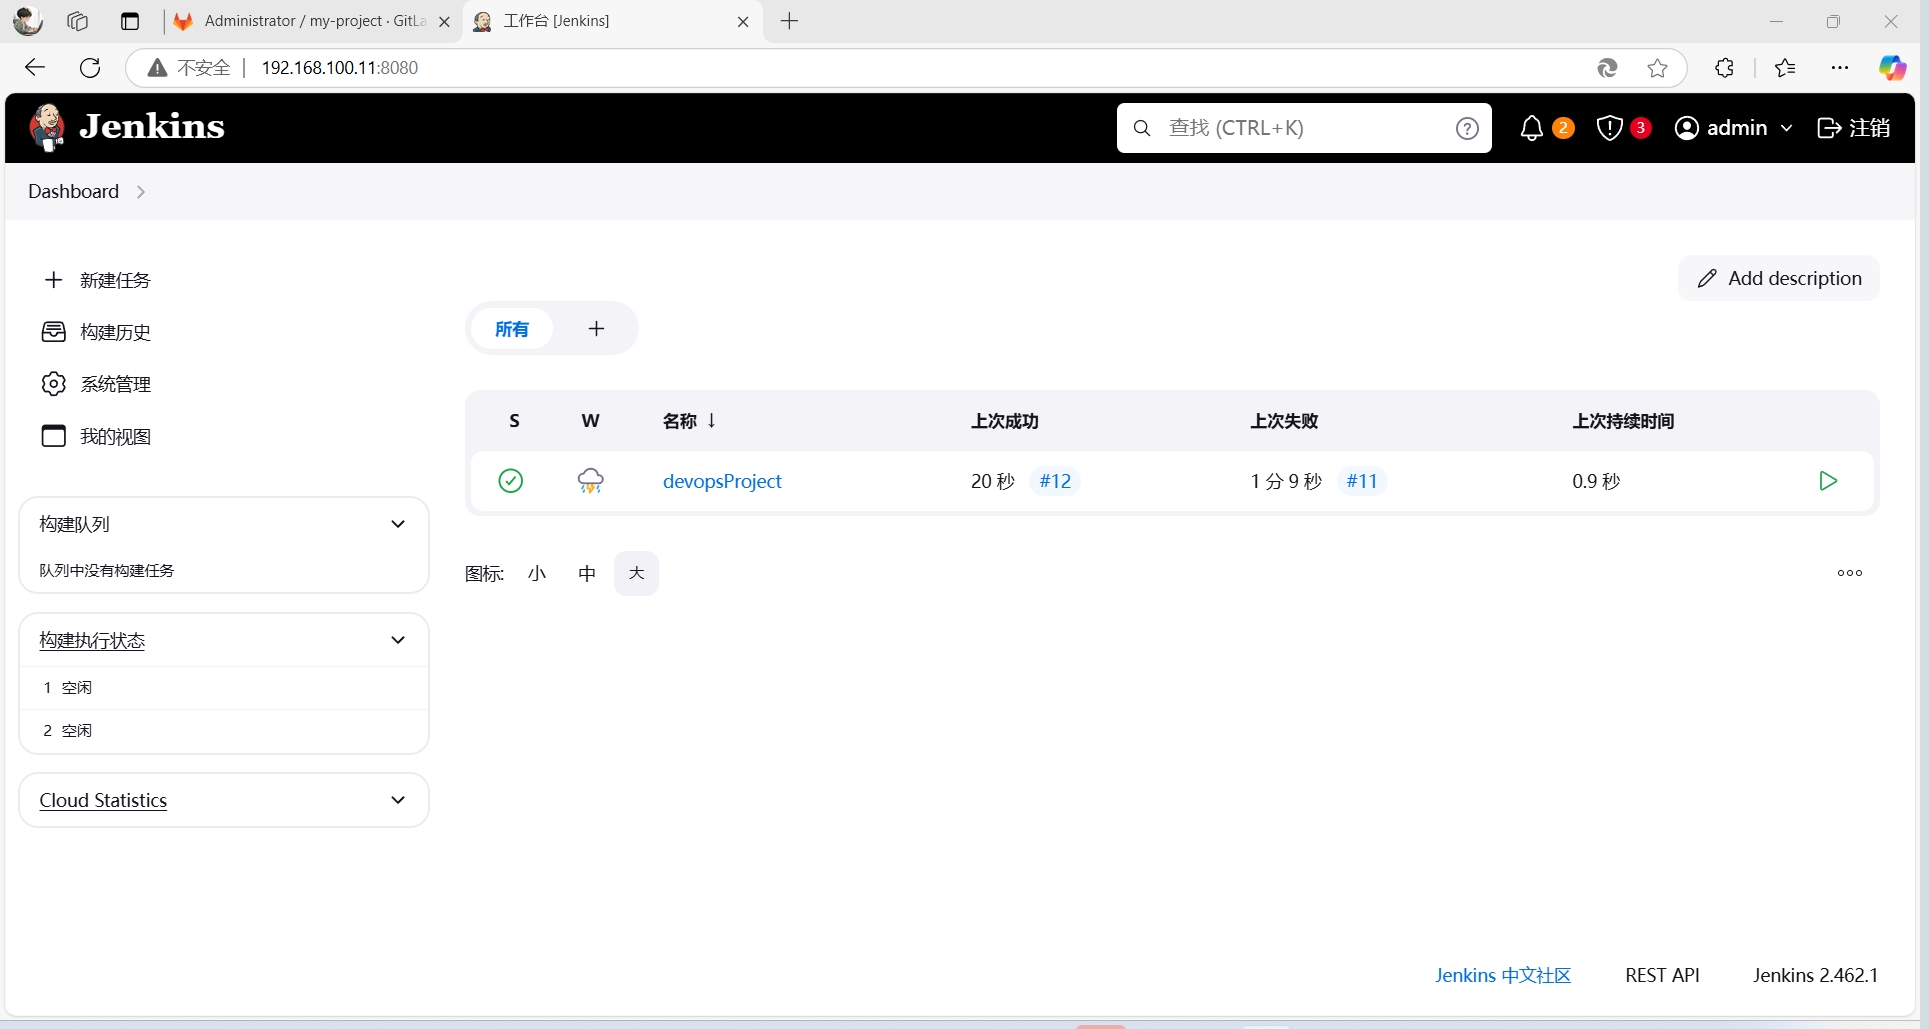 Administrator / my-project · GitLa
工作台 [Jenkins]
不安全 192.168.100.11:8080
Jenkins
查找 (CTRL+K)
2
3
admin
注销
Dashboard
新建任务
构建历史
系统管理
我的视图
构建队列
队列中没有构建任务
构建执行状态
1 空闲
2 空闲
Cloud Statistics
Add description
所有
S W 名称 ↓ 上次成功 上次失败 上次持续时间
devopsProject 20 秒 #12 1 分 9 秒 #11 0.9 秒
图标: 小 中 大
Jenkins 中文社区 REST API Jenkins 2.462.1